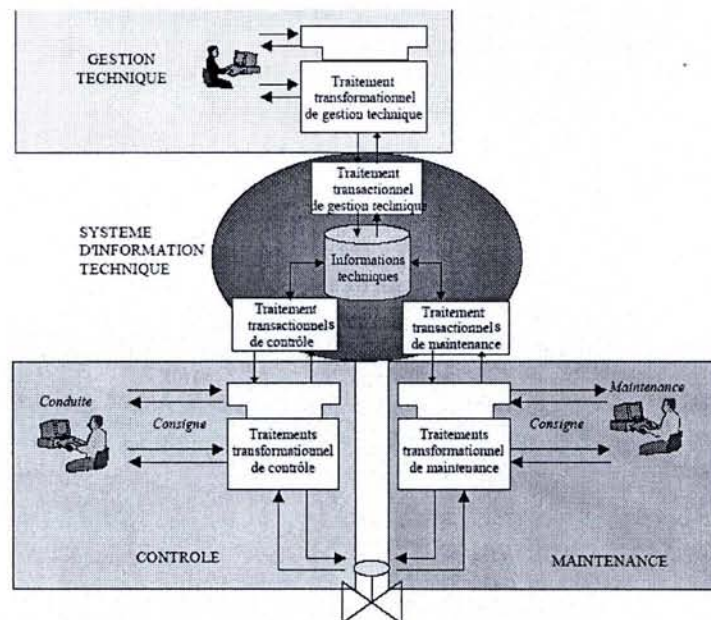 GESTION
TECHNIQUE
Traitement
transformationnel
de gestion technique
Traitement
transactionnel
de gestion technique
SYSTEME
D'INFORMATION
TECHNIQUE
Informations
techniques
Traitement
transactionnels
de contrôle
Traitement
transactionnels
de maintenance
Conduite
Consigne
Traitements
transformationnel
de contrôle
Maintenance
Consigne
Traitements
transformationnel
de maintenance
CONTROLE
MAINTENANCE